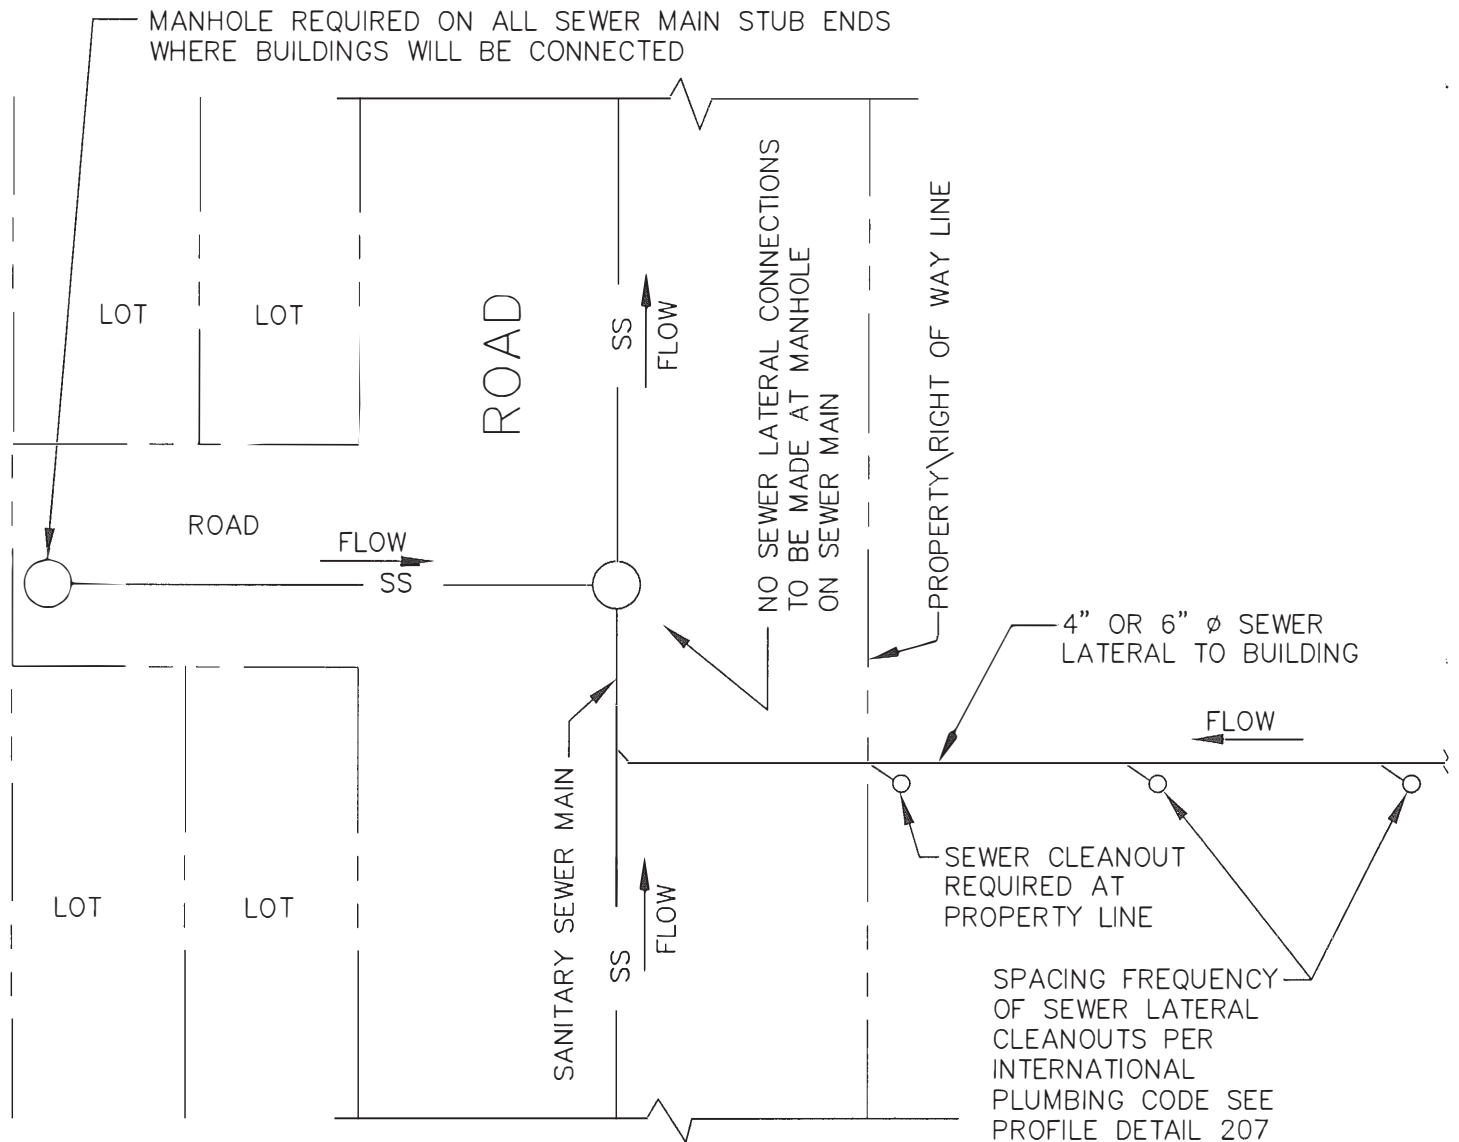 MANHOLE REQUIRED ON ALL SEWER MAIN STUB ENDS
WHERE BUILDINGS WILL BE CONNECTED
LOT
LOT
ROAD
SS
FLOW
NO SEWER LATERAL CONNECTIONS
TO BE MADE AT MANHOLE
ON SEWER MAIN
PROPERTY\RIGHT OF WAY LINE
ROAD
FLOW
SS
4" OR 6" ø SEWER
LATERAL TO BUILDING
FLOW
SANITARY SEWER MAIN
SEWER CLEANOUT
REQUIRED AT
PROPERTY LINE
LOT
LOT
SS
FLOW
SPACING FREQUENCY
OF SEWER LATERAL
CLEANOUTS PER
INTERNATIONAL
PLUMBING CODE SEE
PROFILE DETAIL 207